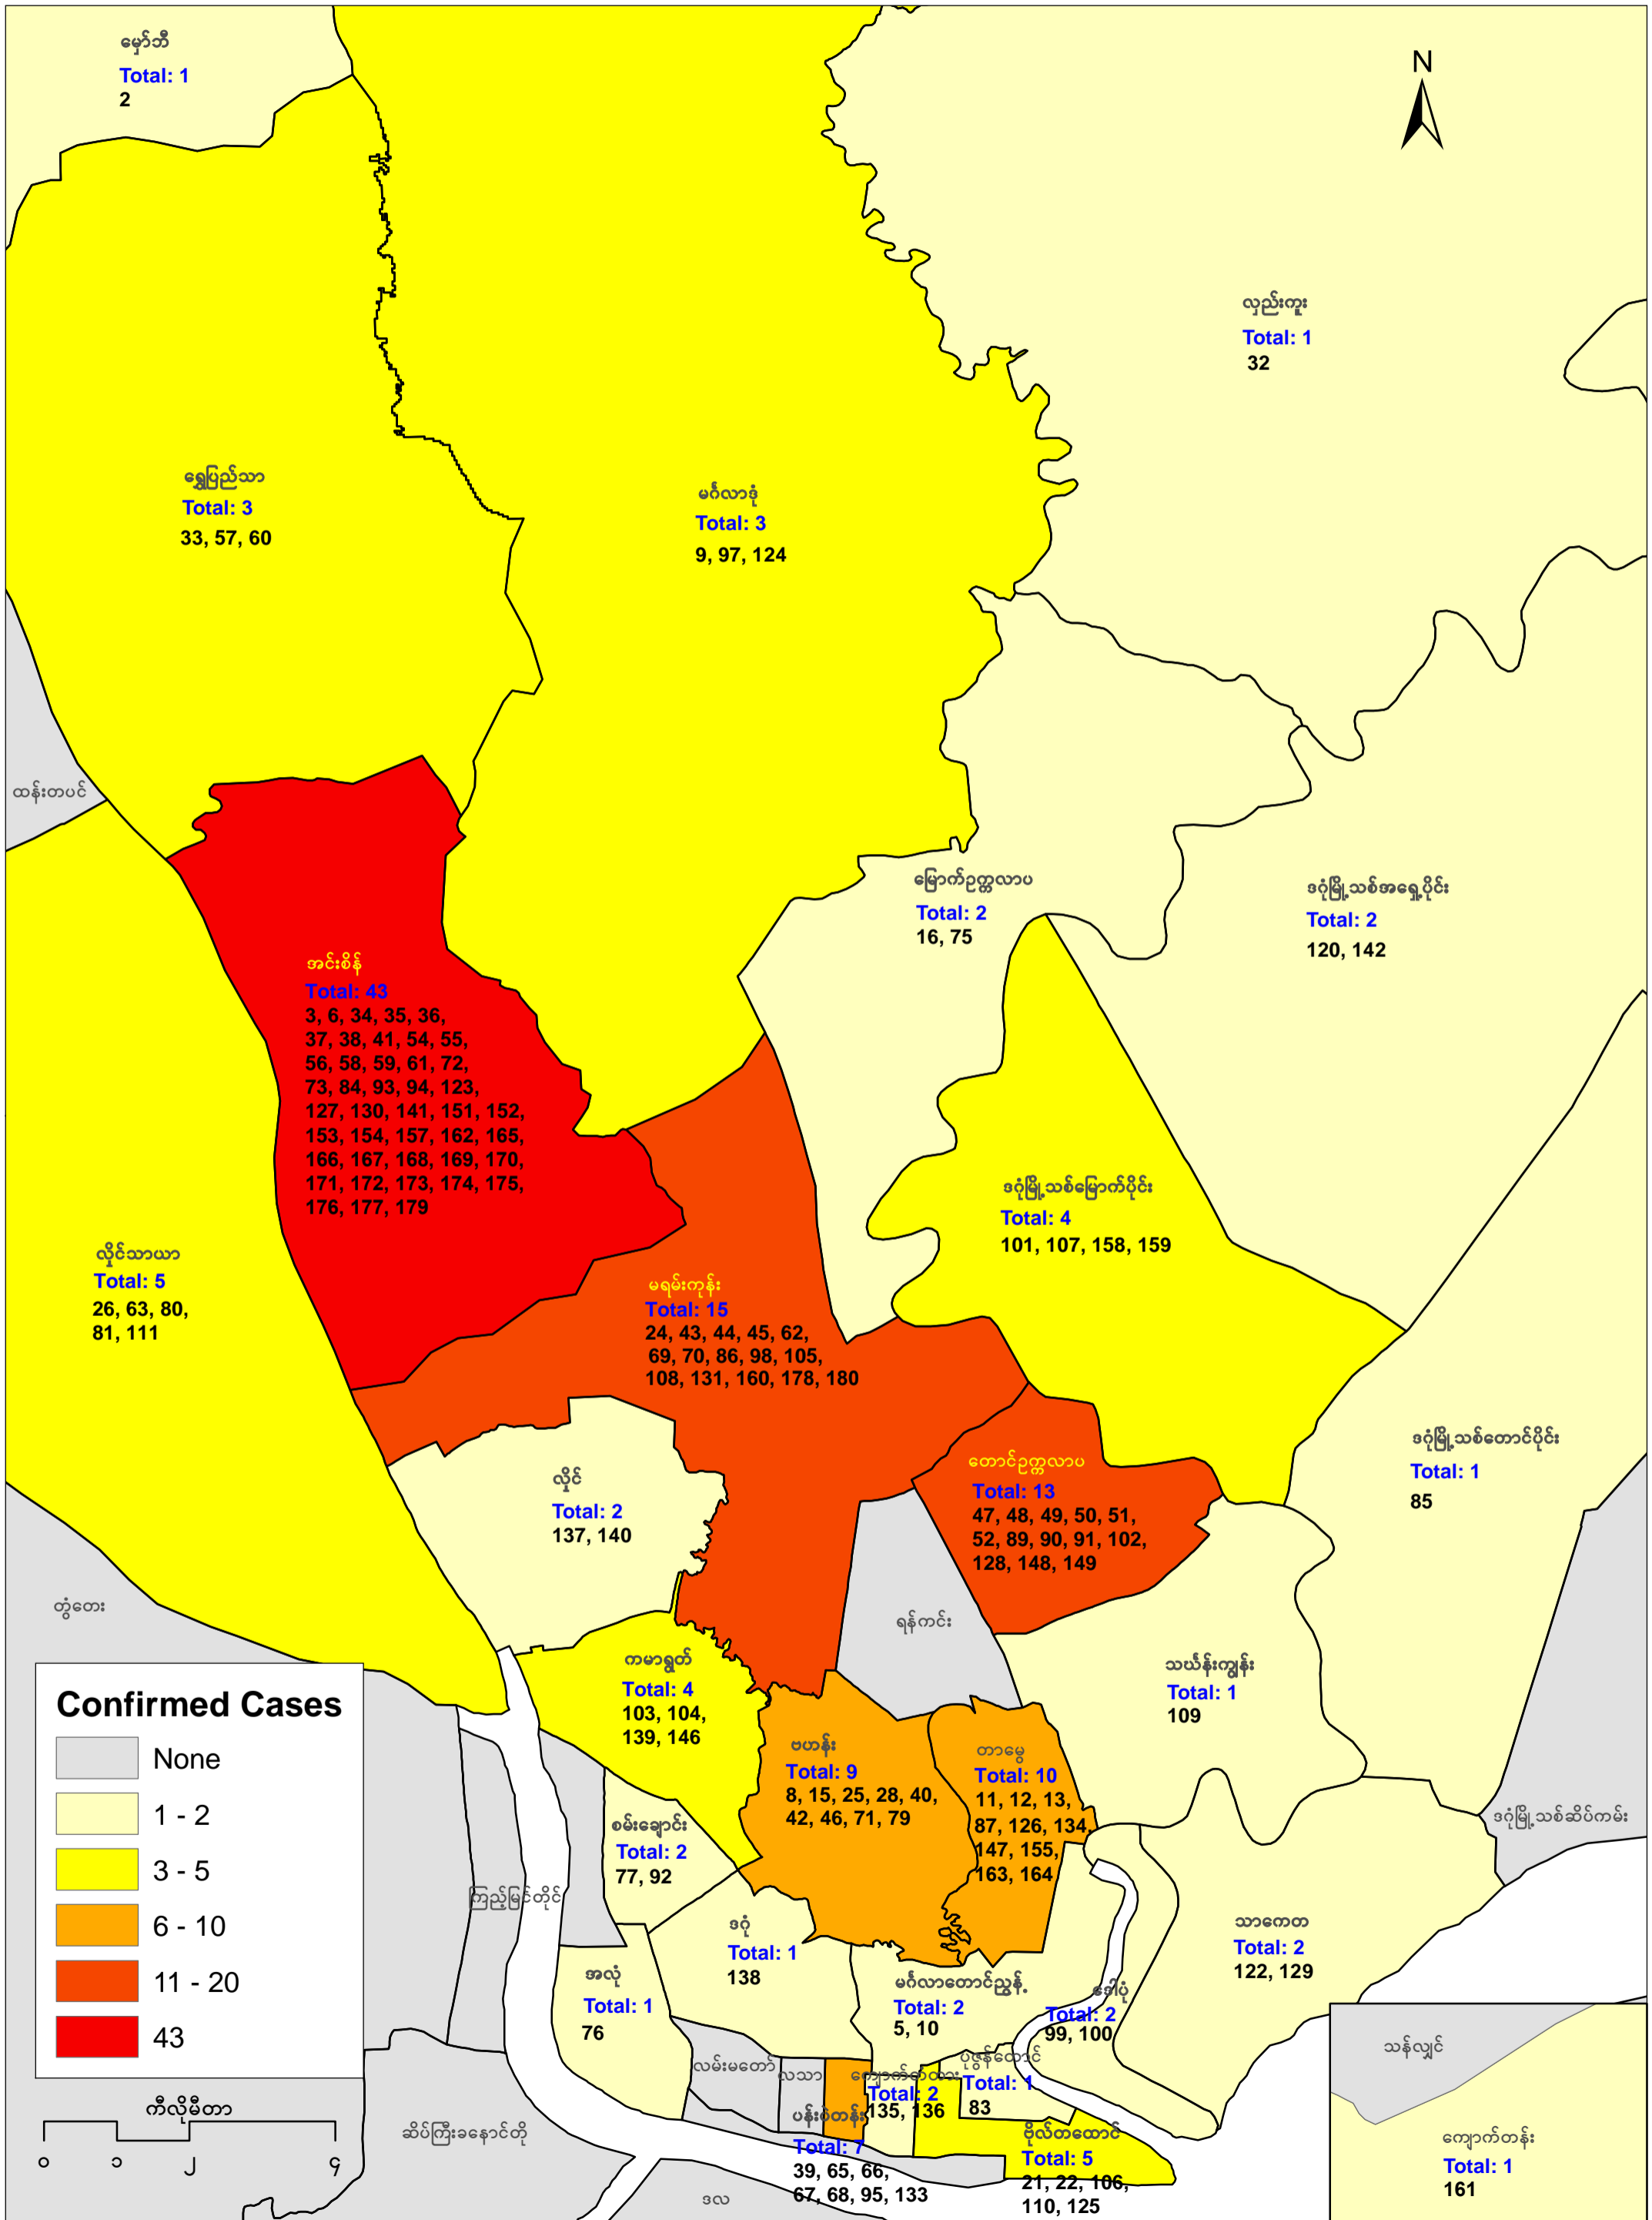 မှော်ဘီ
Total: 1
2
N
လှည်းကူး
Total: 1
32
ရွှေပြည်သာ
Total: 3
33, 57, 60
မင်္ဂလာဒုံ
Total: 3
9, 97, 124
ထန်းတပင်
မြောက်ဥက္ကလာပ
Total: 2
16, 75
ဒဂုံမြို့သစ်အရှေ့ပိုင်း
Total: 2
120, 142
အင်းစိန်
Total: 43
3, 6, 34, 35, 36,
37, 38, 41, 54, 55,
56, 58, 59, 61, 72,
73, 84, 93, 94, 123,
127, 130, 141, 151, 152,
153, 154, 157, 162, 165,
166, 167, 168, 169, 170,
171, 172, 173, 174, 175,
176, 177, 179
ဒဂုံမြို့သစ်မြောက်ပိုင်း
Total: 4
101, 107, 158, 159
လှိုင်သာယာ
Total: 5
26, 63, 80,
81, 111
မရမ်းကုန်း
Total: 15
24, 43, 44, 45, 62,
69, 70, 86, 98, 105,
108, 131, 160, 178, 180
ဒဂုံမြို့သစ်တောင်ပိုင်း
Total: 1
85
တောင်ဥက္ကလာပ
Total: 13
47, 48, 49, 50, 51,
52, 89, 90, 91, 102,
128, 148, 149
လှိုင်
Total: 2
137, 140
တွံတေး
ရန်ကင်း
ကမာရွတ်
Total: 4
103, 104,
139, 146
သင်္ဃန်းကျွန်း
Total: 1
109
Confirmed Cases
None
1 - 2
3 - 5
6 - 10
11 - 20
43
ဗဟန်း
Total: 9
8, 15, 25, 28, 40,
42, 46, 71, 79
တာမွေ
Total: 10
11, 12, 13,
87, 126, 134,
147, 155,
163, 164
ဒဂုံမြို့သစ်ဆိပ်ကမ်း
စမ်းချောင်း
Total: 2
77, 92
ကြည့်မြင်တိုင်
ဒဂုံ
Total: 1
138
သာကေတ
Total: 2
122, 129
အလုံ
Total: 1
76
မင်္ဂလာတောင်ညွန့်
Total: 2
5, 10
ဒေါပုံ
Total: 2
99, 100
လမ်းမတော်
လသာ
ကျောက်တံတား
Total: 2
135, 136
ပုဇွန်တောင်
Total: 1
83
ပန်းဘဲတန်း
Total: 7
39, 65, 66,
67, 68, 95, 133
ဗိုလ်တထောင်
Total: 5
21, 22, 106,
110, 125
သန်လျှင်
ကျောက်တန်း
Total: 1
161
ကီလိုမီတာ
၀ ၁ ၂ ၄
ဆိပ်ကြီးခနောင်တို
ဒလ